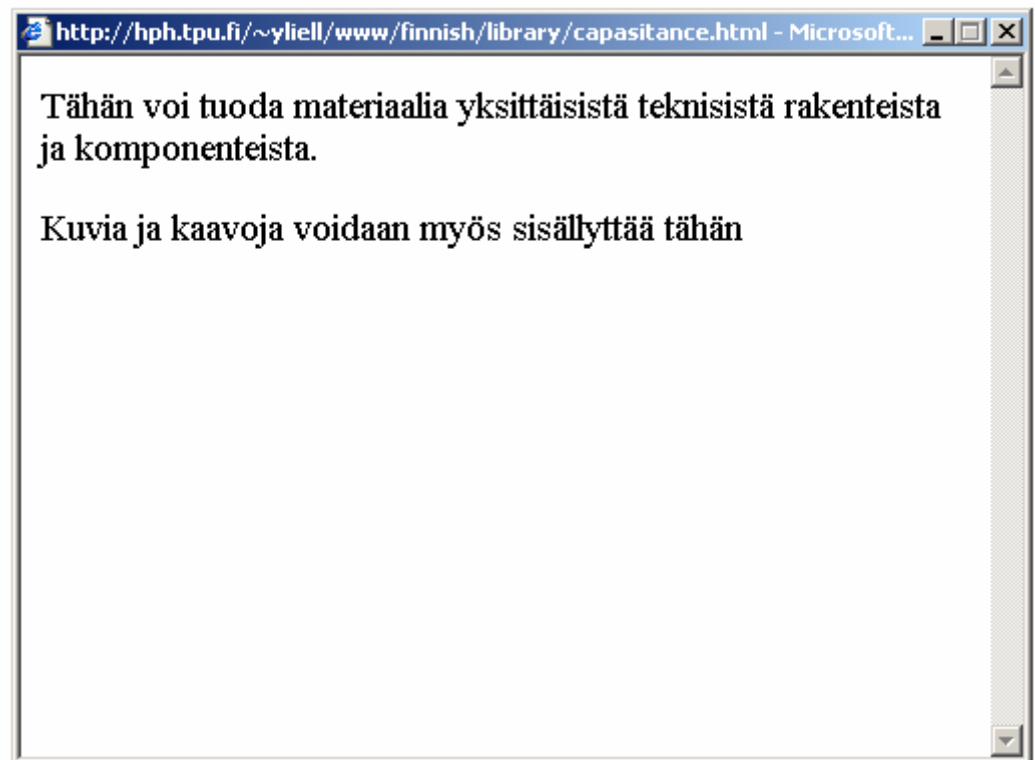 http://hph.tpu.fi/~yliell/www/finnish/library/capasitance.html - Microsoft...
Tähän voi tuoda materiaalia yksittäisistä teknisistä rakenteista
ja komponenteista.
Kuvia ja kaavoja voidaan myös sisällyttää tähän